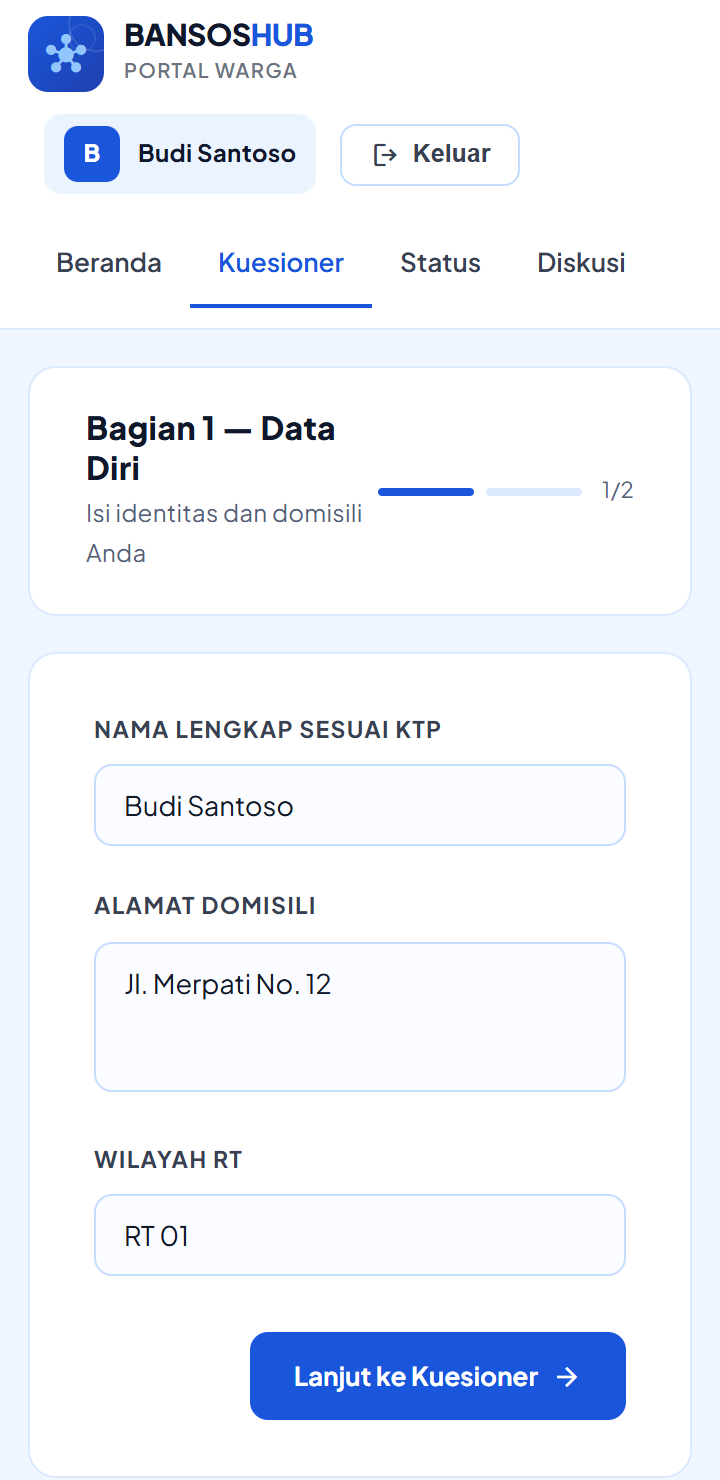 BANSOSHUB
PORTAL WARGA
B Budi Santoso
Keluar
Beranda Kuesioner Status Diskusi
Bagian 1 — Data
Diri
Isi identitas dan domisili
Anda
1/2
NAMA LENGKAP SESUAI KTP
Budi Santoso
ALAMAT DOMISILI
Jl. Merpati No. 12
WILAYAH RT
RT 01
Lanjut ke Kuesioner →